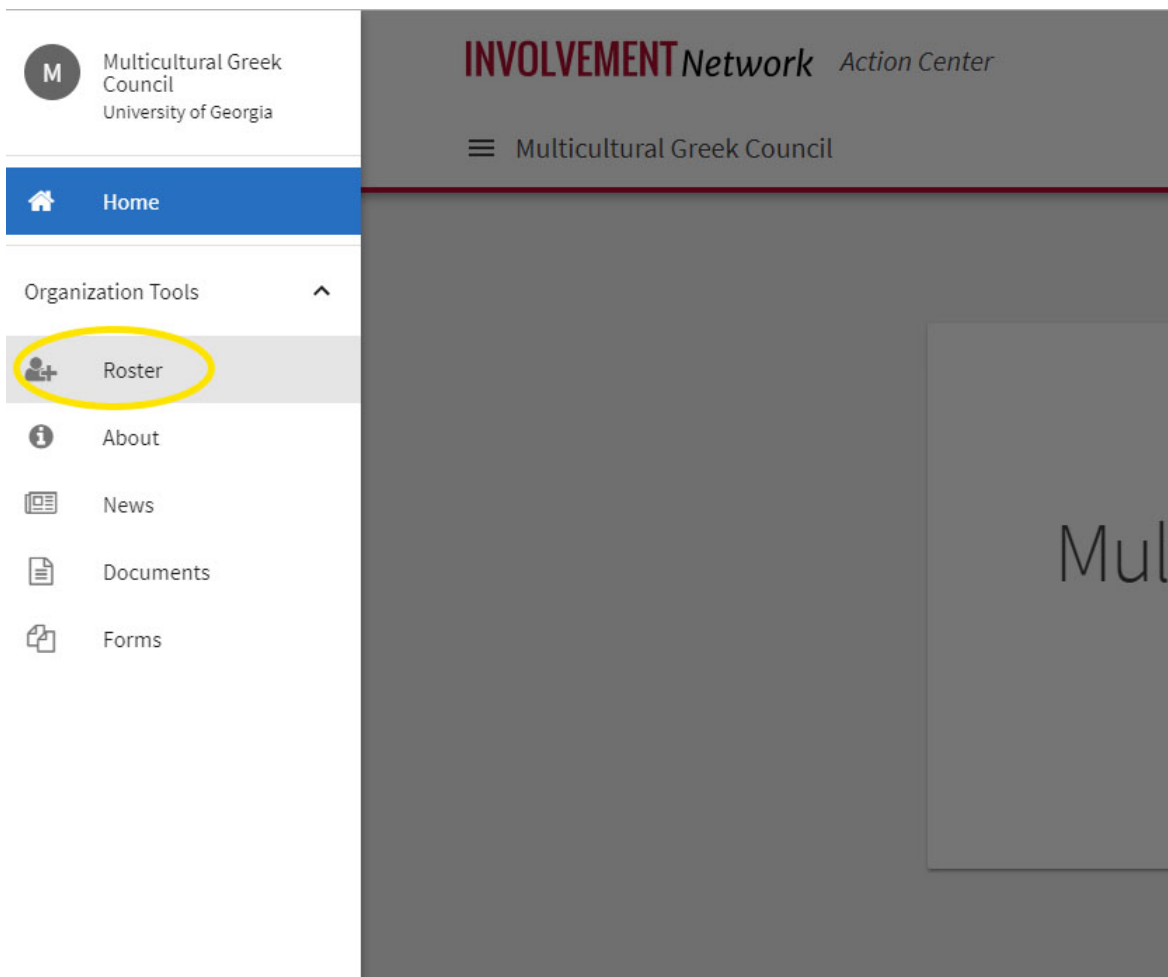 M
Multicultural Greek
Council
University of Georgia
Home
Organization Tools
Roster
About
News
Documents
Forms
INVOLVEMENT Network Action Center
Multicultural Greek Council
Mul